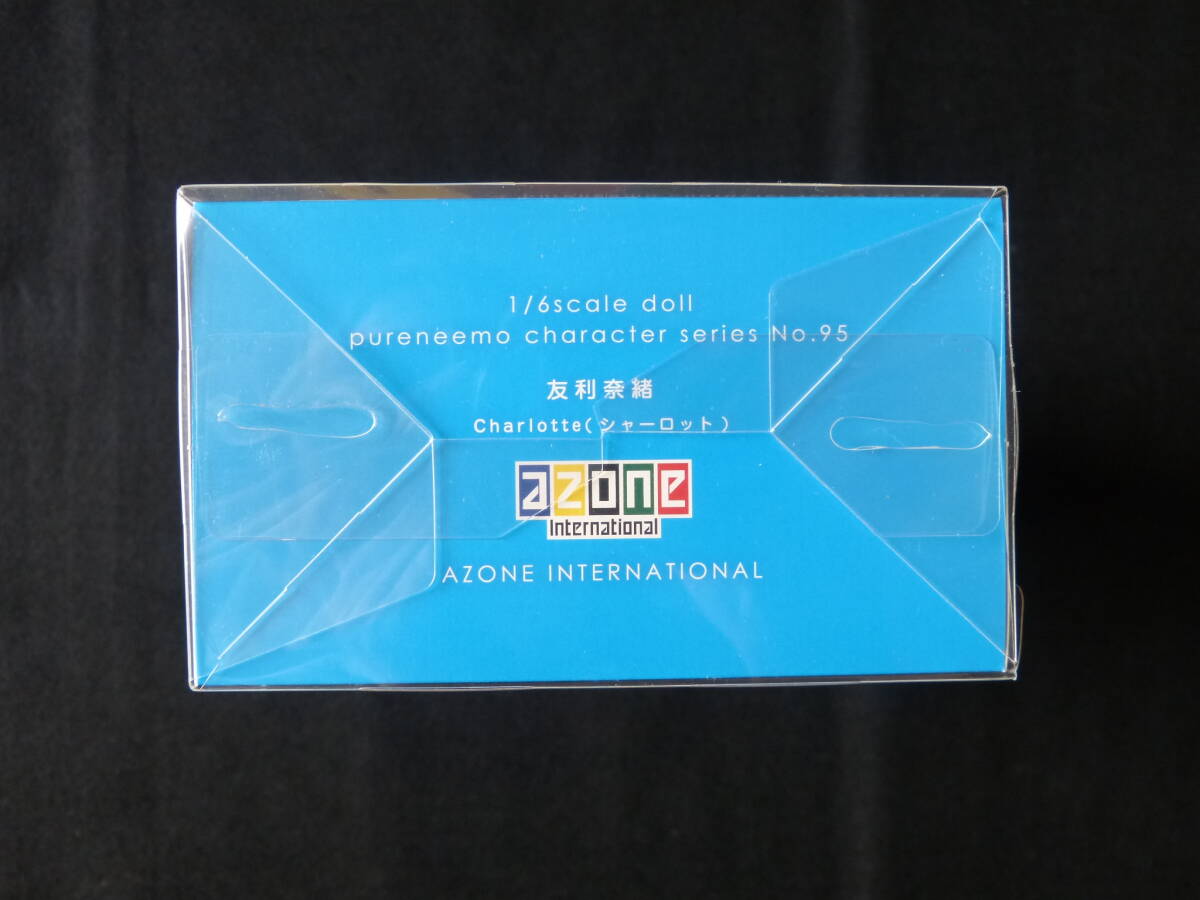 1/6scale doll
pureneemo character series No.95
友利奈緒
Charlotte(シャーロット)
azone
International
AZONE INTERNATIONAL